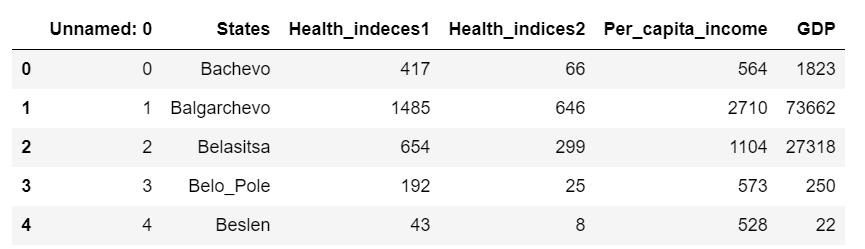 Unnamed: 0 States Health_indeces1 Health_indices2 Per_capita_income GDP
0 0 Bachevo 417 66 564 1823
1 1 Balgarchevo 1485 646 2710 73662
2 2 Belasitsa 654 299 1104 27318
3 3 Belo_Pole 192 25 573 250
4 4 Beslen 43 8 528 22